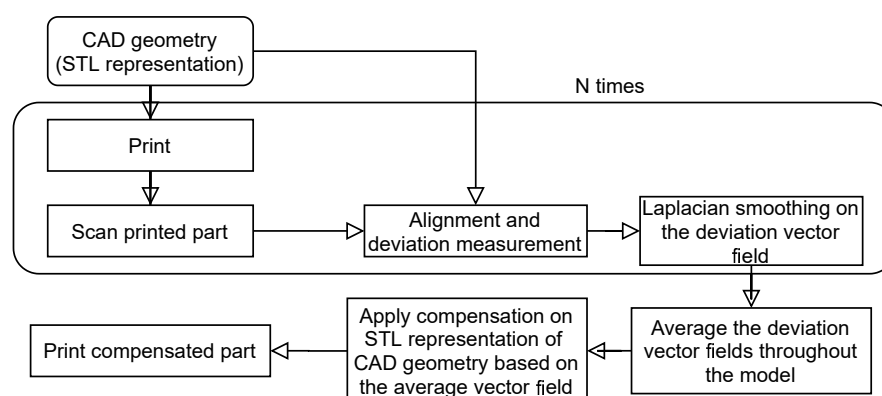 CAD geometry
(STL representation)
N times
Print
Scan printed part
Alignment and
deviation measurement
Laplacian smoothing on
the deviation vector
field
Print compensated part
Apply compensation on
STL representation of
CAD geometry based on
the average vector field
Average the deviation
vector fields throughout
the model